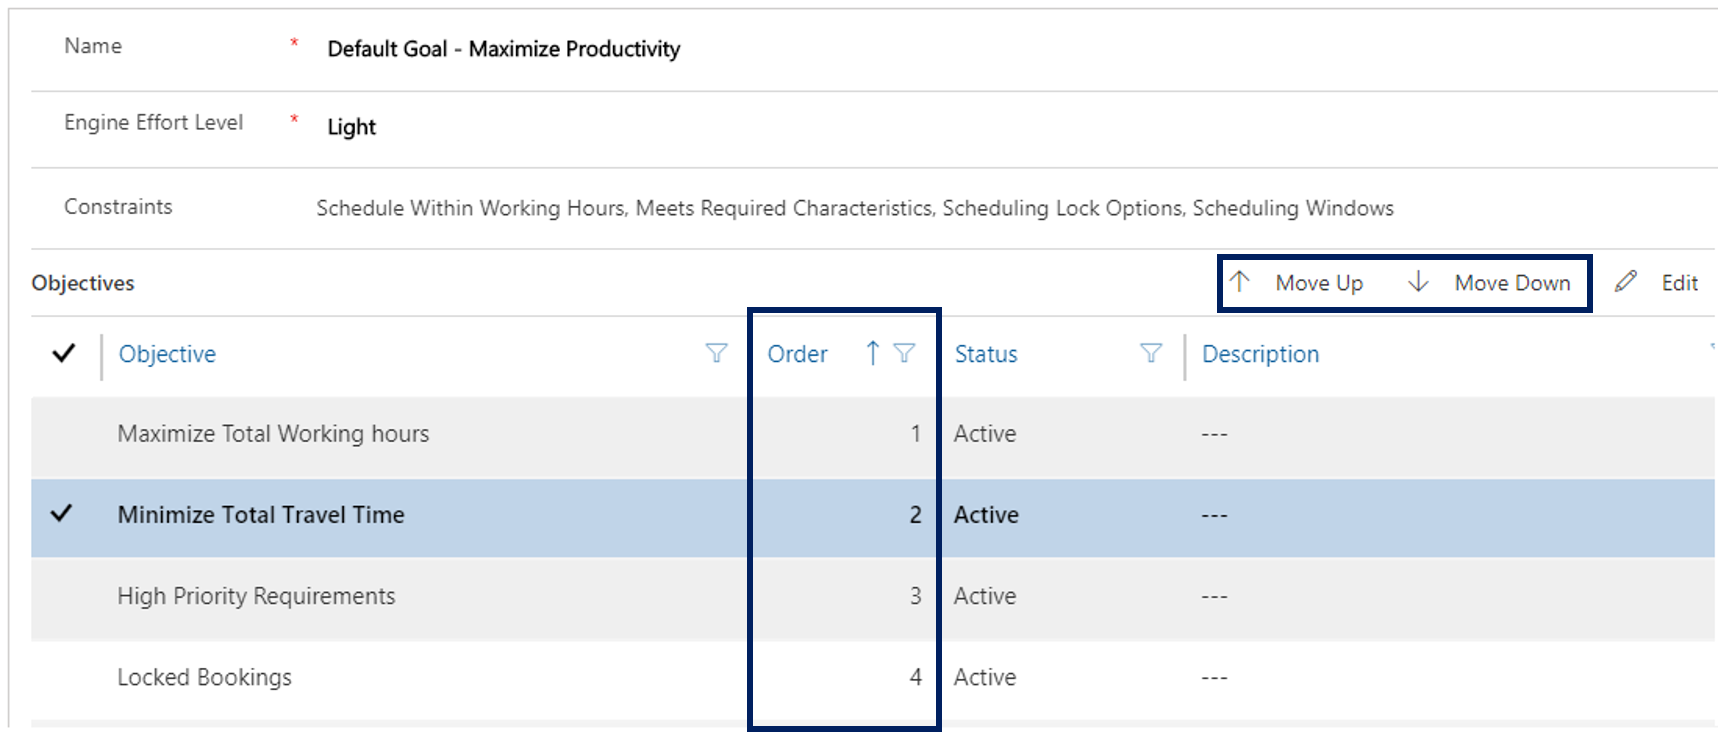 Name * Default Goal - Maximize Productivity
Engine Effort Level * Light
Constraints Schedule Within Working Hours, Meets Required Characteristics, Scheduling Lock Options, Scheduling Windows
Objectives Move Up Move Down Edit
Objective Order Status Description
Maximize Total Working hours 1 Active ---
Minimize Total Travel Time 2 Active ---
High Priority Requirements 3 Active ---
Locked Bookings 4 Active ---